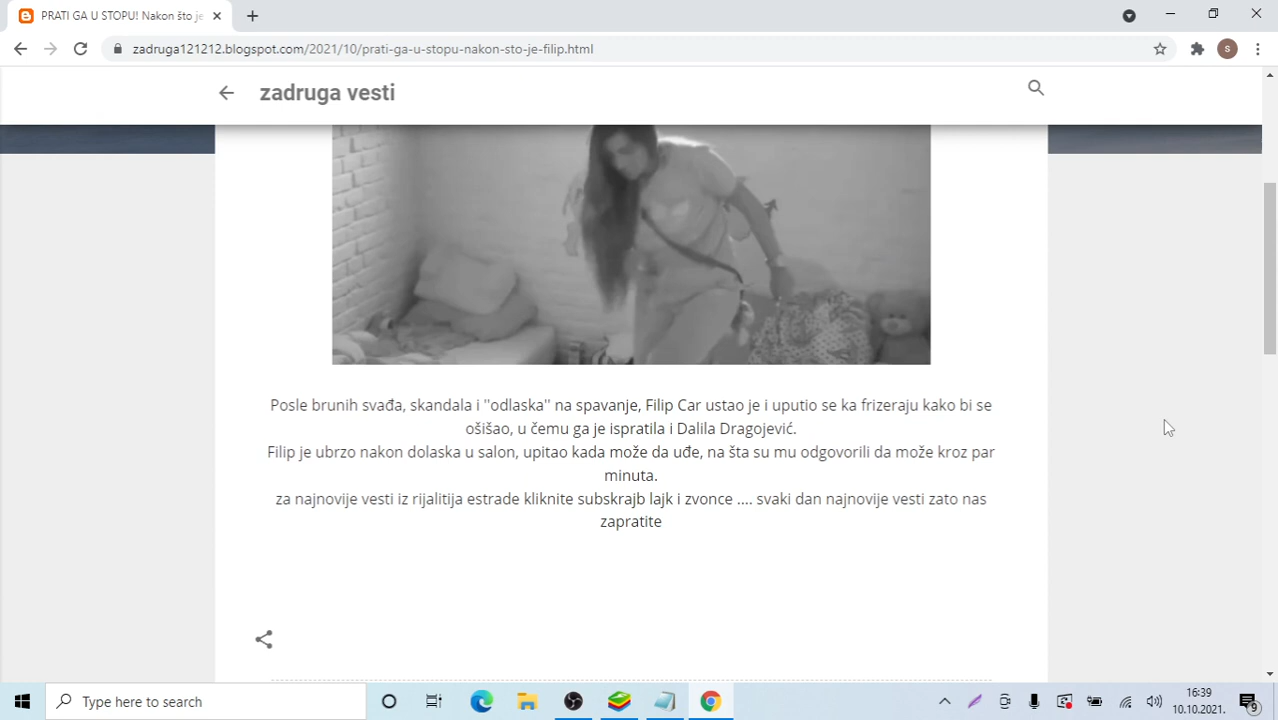 PRATI GA U STOPU! Nakon što je
zadruga121212.blogspot.com/2021/10/prati-ga-u-stopu-nakon-sto-je-filip.html
S
zadruga vesti
Posle brunih svađa, skandala i "odlaska" na spavanje, Filip Car ustao je i uputio se ka frizeraju kako bi se
ošišao, u čemu ga je ispratila i Dalila Dragojević.
Filip je ubrzo nakon dolaska u salon, upitao kada može da uđe, na šta su mu odgovorili da može kroz par
minuta.
za najnovije vesti iz rijalitija estrade kliknite subskrajb lajk i zvonce .... svaki dan najnovije vesti zato nas
zapratite
Type here to search
16:39
10.10.2021.
9